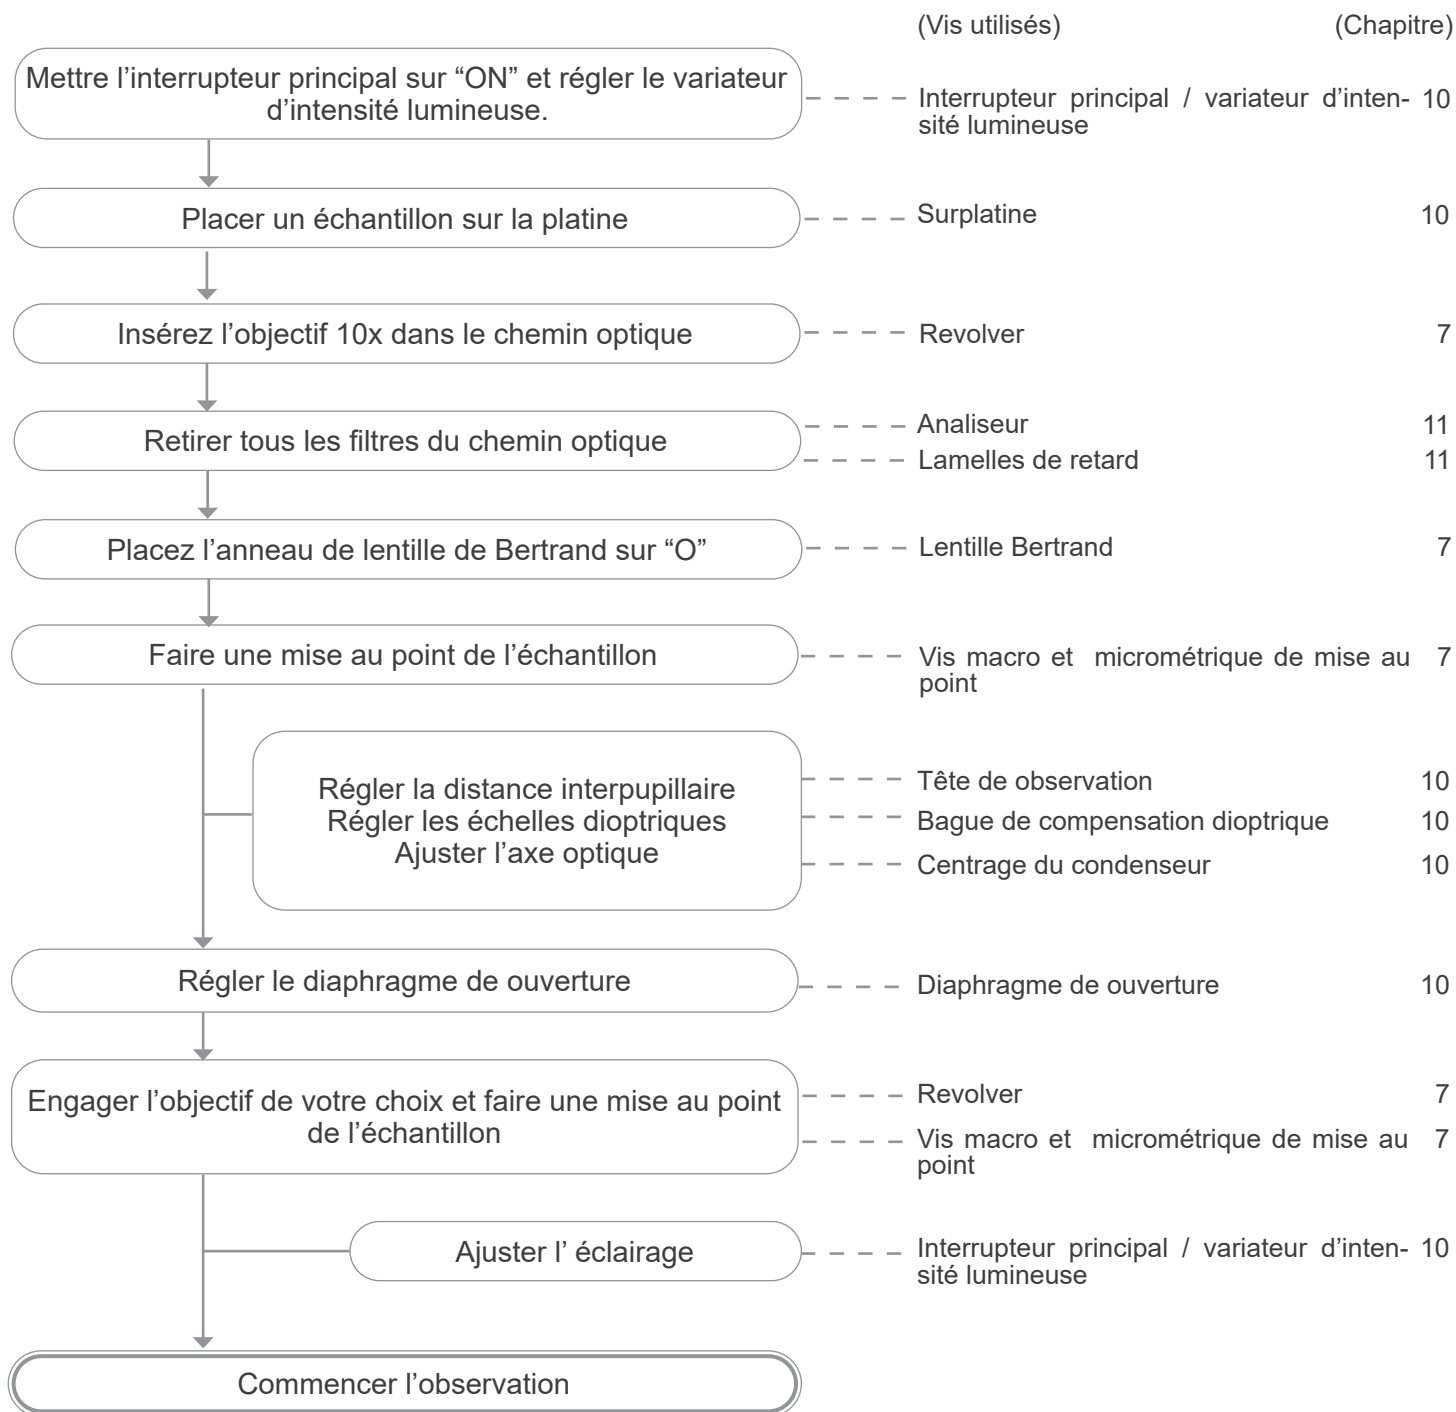 (Vis utilisés) (Chapitre)
Mettre l’interrupteur principal sur “ON” et régler le variateur
d’intensité lumineuse.
Interrupteur principal / variateur d’inten- 10
sité lumineuse
Placer un échantillon sur la platine
Surplatine 10
Insérez l’objectif 10x dans le chemin optique
Revolver 7
Retirer tous les filtres du chemin optique
Analiseur 11
Lamelles de retard 11
Placez l’anneau de lentille de Bertrand sur “O”
Lentille Bertrand 7
Faire une mise au point de l’échantillon
Vis macro et micrométrique de mise au 7
point
Régler la distance interpupillaire
Régler les échelles dioptriques
Ajuster l’axe optique
Tête de observation 10
Bague de compensation dioptrique 10
Centrage du condenseur 10
Régler le diaphragme de ouverture
Diaphragme de ouverture 10
Engager l’objectif de votre choix et faire une mise au point
de l’échantillon
Revolver 7
Vis macro et micrométrique de mise au 7
point
Ajuster l’ éclairage
Interrupteur principal / variateur d’inten- 10
sité lumineuse
Commencer l’observation